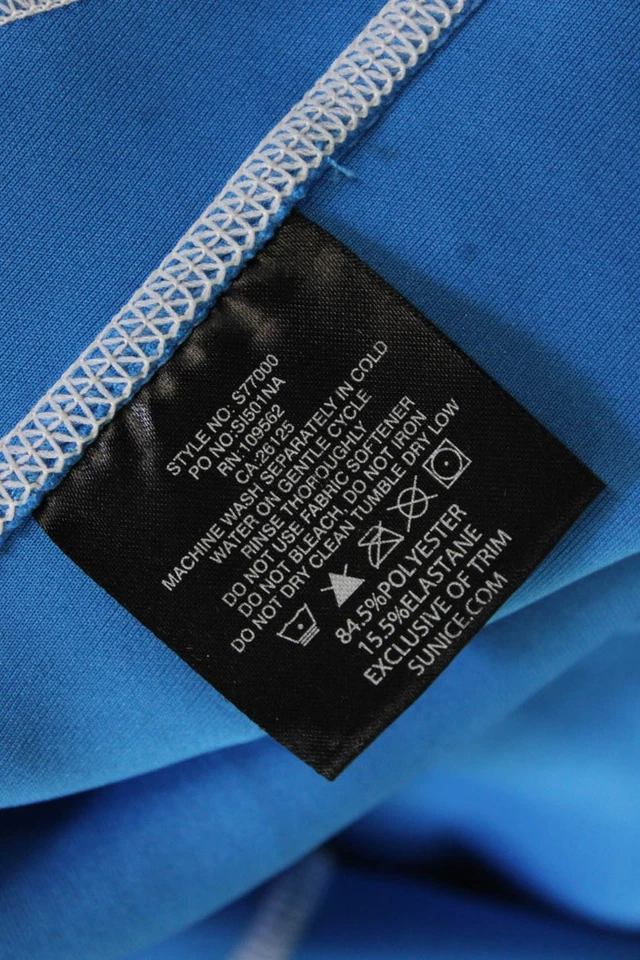 STYLE NO: S77000
PO NO-SI501NA
RN:109562
CA:26125
MACHINE WASH SEPARATELY IN COLD
WATER ON GENTLE CYCLE
RINSE THOROUGHLY
DO NOT USE FABRIC SOFTENER
DO NOT BLEACH, DO NOT IRON
DO NOT DRY CLEAN TUMBLE DRY LOW
84.5%POLYESTER
15.5%ELASTANE
EXCLUSIVE OF TRIM
SUNICE.COM